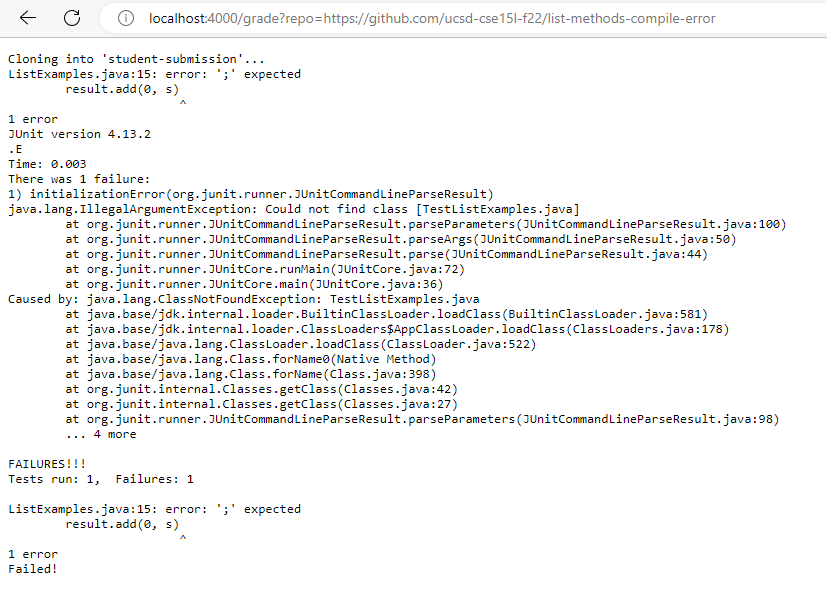 localhost:4000/grade?repo=https://github.com/ucsd-cse15l-f22/list-methods-compile-error
Cloning into 'student-submission'...
ListExamples.java:15: error: ';' expected
        result.add(0, s)
                        ^
1 error
JUnit version 4.13.2
.E
Time: 0.003
There was 1 failure:
1) initializationError(org.junit.runner.JUnitCommandLineParseResult)
java.lang.IllegalArgumentException: Could not find class [TestListExamples.java]
        at org.junit.runner.JUnitCommandLineParseResult.parseParameters(JUnitCommandLineParseResult.java:100)
        at org.junit.runner.JUnitCommandLineParseResult.parseArgs(JUnitCommandLineParseResult.java:50)
        at org.junit.runner.JUnitCommandLineParseResult.parse(JUnitCommandLineParseResult.java:44)
        at org.junit.runner.JUnitCore.runMain(JUnitCore.java:72)
        at org.junit.runner.JUnitCore.main(JUnitCore.java:36)
Caused by: java.lang.ClassNotFoundException: TestListExamples.java
        at java.base/jdk.internal.loader.BuiltinClassLoader.loadClass(BuiltinClassLoader.java:581)
        at java.base/jdk.internal.loader.ClassLoaders$AppClassLoader.loadClass(ClassLoaders.java:178)
        at java.base/java.lang.ClassLoader.loadClass(ClassLoader.java:522)
        at java.base/java.lang.Class.forName0(Native Method)
        at java.base/java.lang.Class.forName(Class.java:398)
        at org.junit.internal.Classes.getClass(Classes.java:42)
        at org.junit.internal.Classes.getClass(Classes.java:27)
        at org.junit.runner.JUnitCommandLineParseResult.parseParameters(JUnitCommandLineParseResult.java:98)
        ... 4 more
FAILURES!!!
Tests run: 1,  Failures: 1
ListExamples.java:15: error: ';' expected
        result.add(0, s)
                        ^
1 error
Failed!